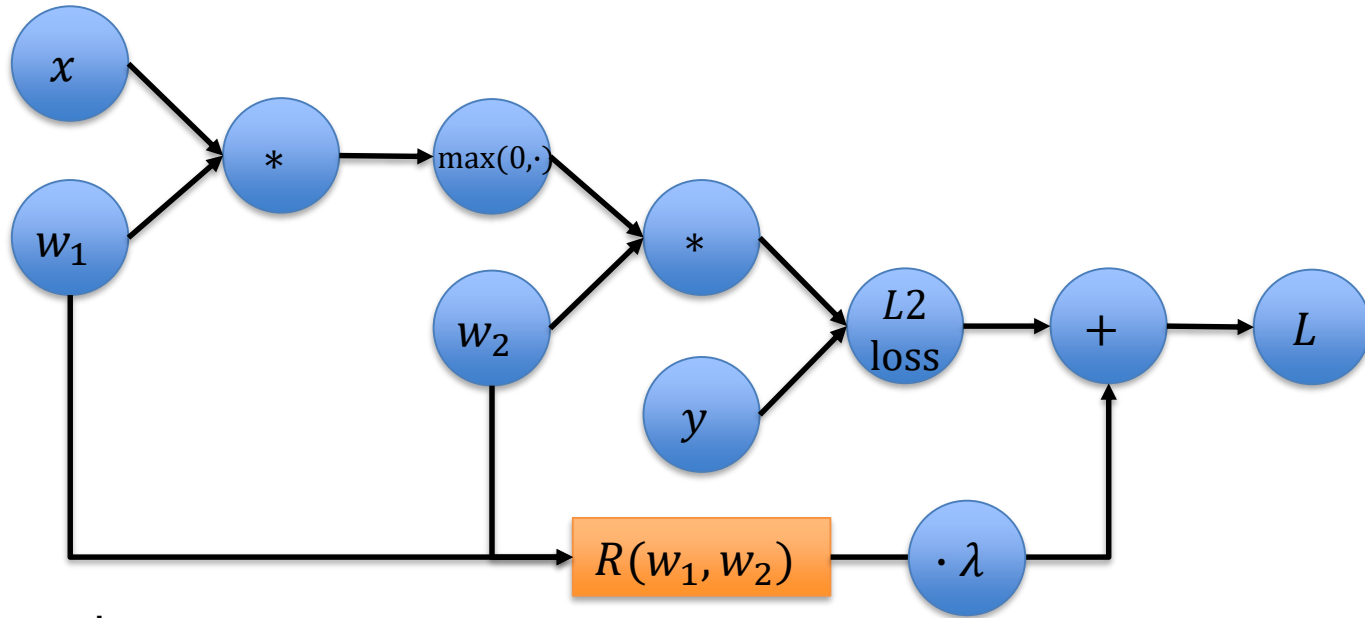 x
*
max(0,·)
w₁
*
w₂
L2
loss
+
L
y
R(w₁, w₂)
· λ